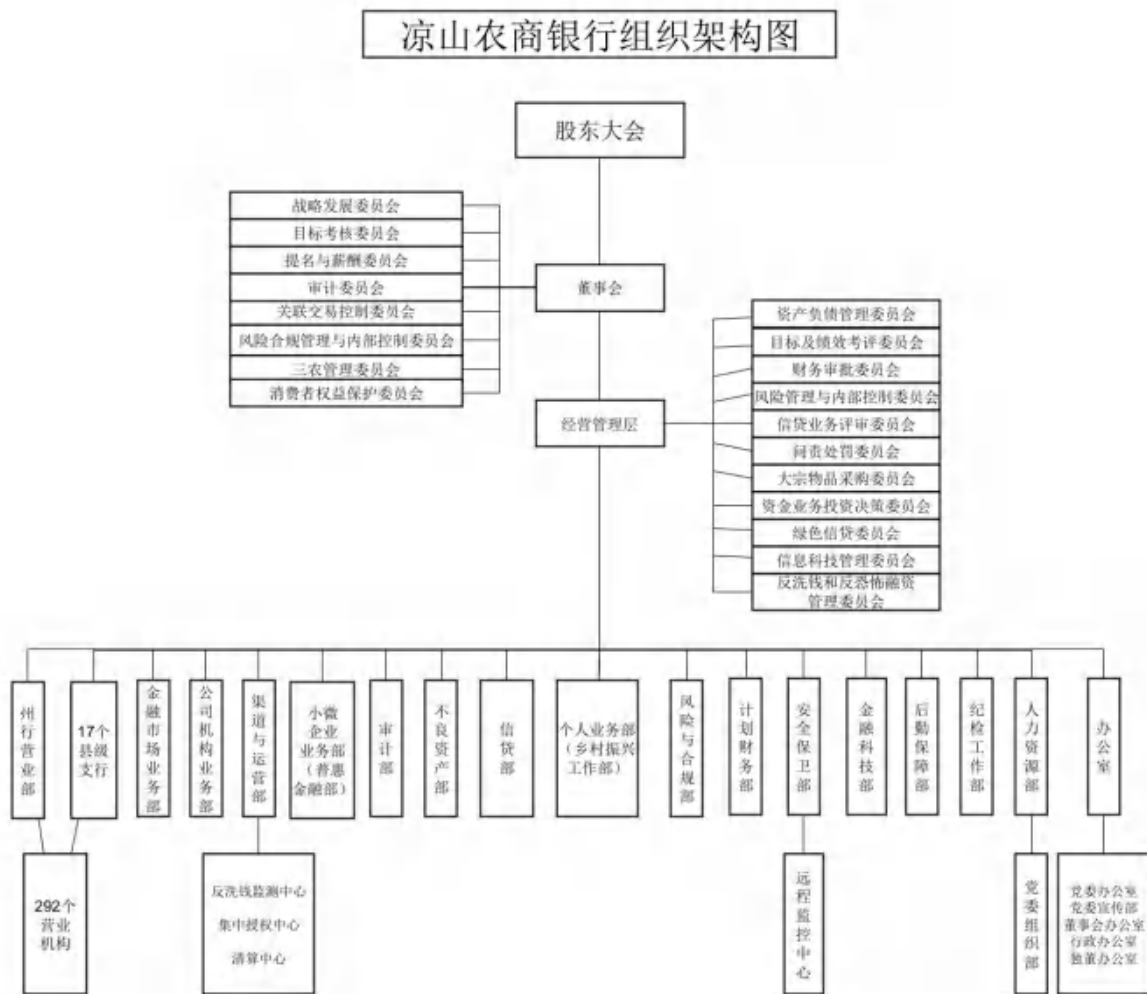 凉山农商银行组织架构图
股东大会
战略发展委员会
目标考核委员会
提名与薪酬委员会
审计委员会
关联交易控制委员会
风险合规管理与内部控制委员会
三农管理委员会
消费者权益保护委员会
董事会
经营管理层
资产负债管理委员会
目标及绩效考评委员会
财务审批委员会
风险管理与内部控制委员会
信贷业务评审委员会
问责处罚委员会
大宗物品采购委员会
资金业务投资决策委员会
绿色信贷委员会
信息科技管理委员会
反洗钱和反恐怖融资
管理委员会
州行营业部
17个
县级
支行
金融市场业务部
公司机构业务部
渠道与运营部
小微
企业
业务部
（普惠
金融部）
审计部
不良资产部
信贷部
个人业务部
（乡村振兴
工作部）
风险与合规部
计划财务部
安全保卫部
金融科技部
后勤保障部
纪检工作部
人力资源部
办公室
292个
营业
机构
反洗钱监测中心
集中授权中心
清算中心
远程监控中心
党委组织部
党委办公室
党委宣传部
董事会办公室
行政办公室
独董办公室